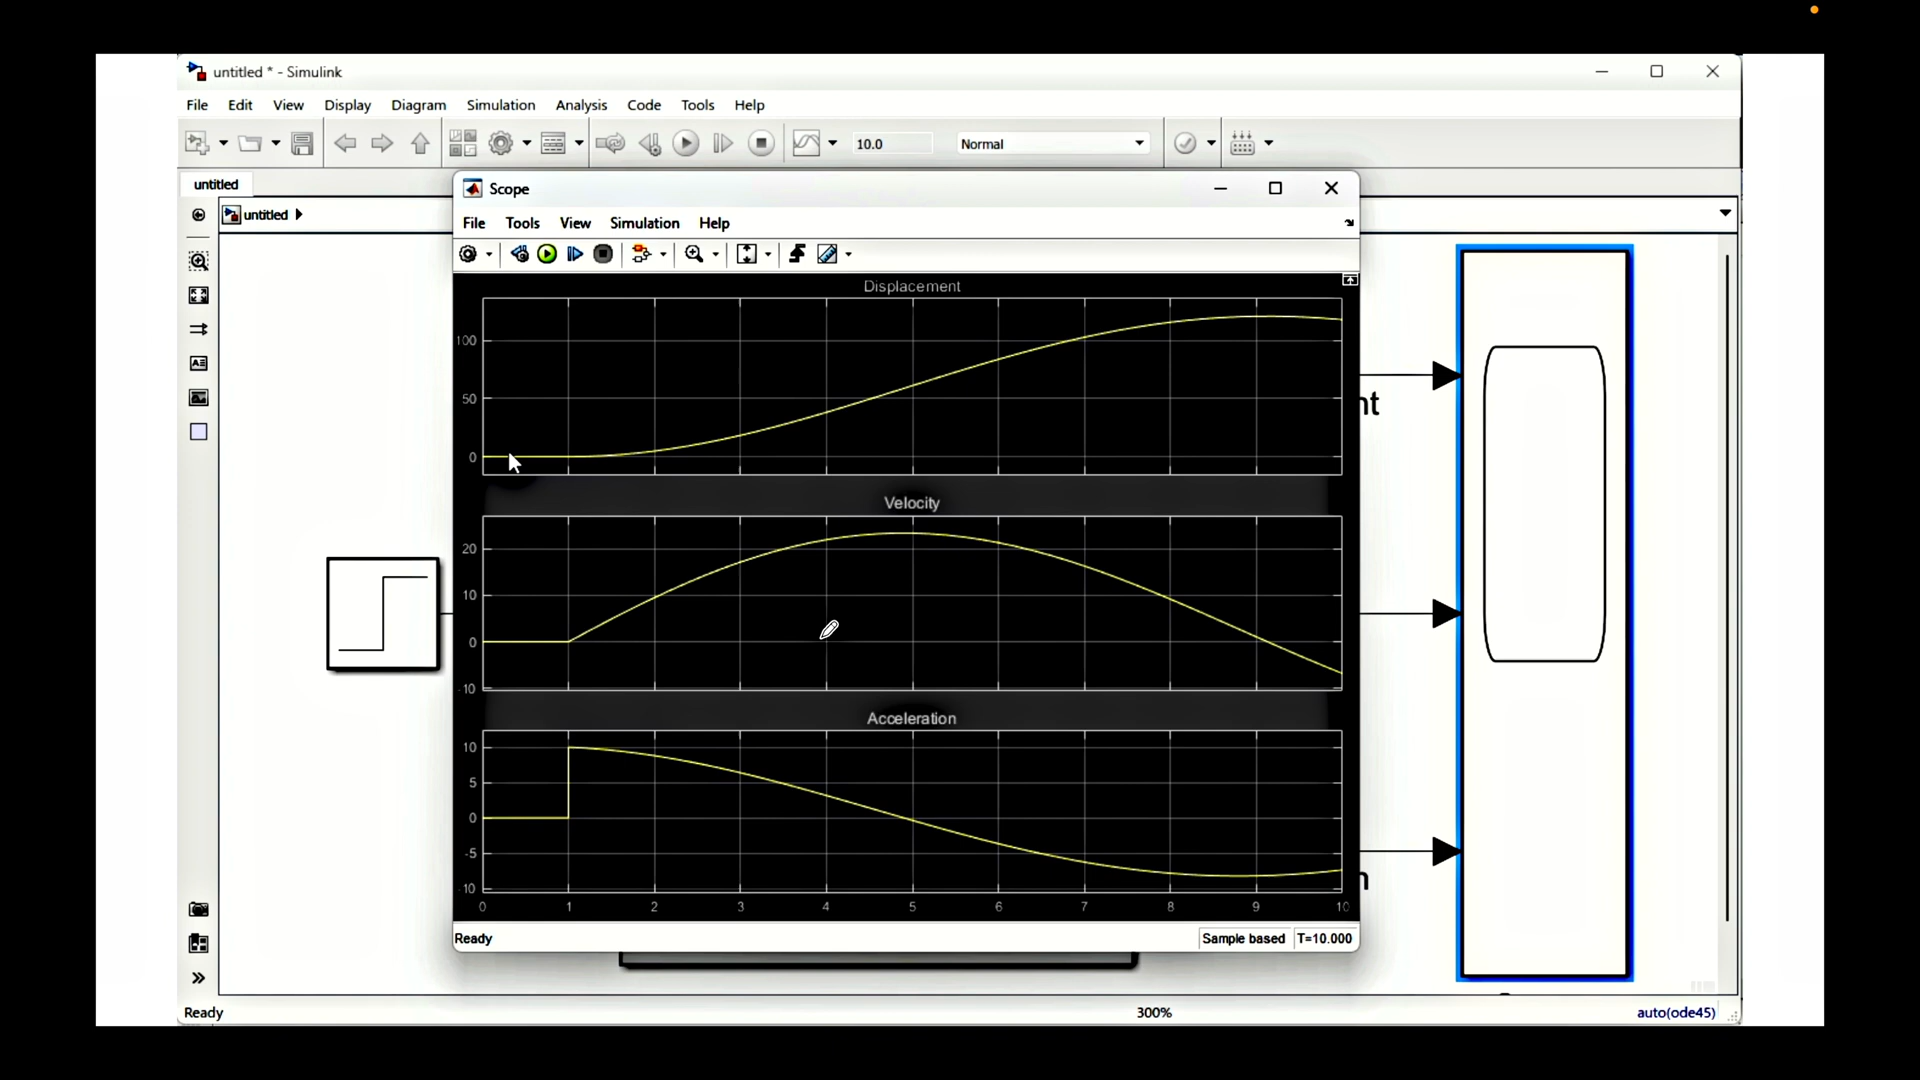 untitled * - Simulink
File Edit View Display Diagram Simulation Analysis Code Tools Help
10.0 Normal
untitled
untitled
Scope
File Tools View Simulation Help
Displacement
100
50
0
Velocity
20
10
0
10
Acceleration
10
5
0
-5
10
0 1 2 3 4 5 6 7 8 9 10
Ready Sample based T=10.000
nt
n
Ready 300% auto(ode45)